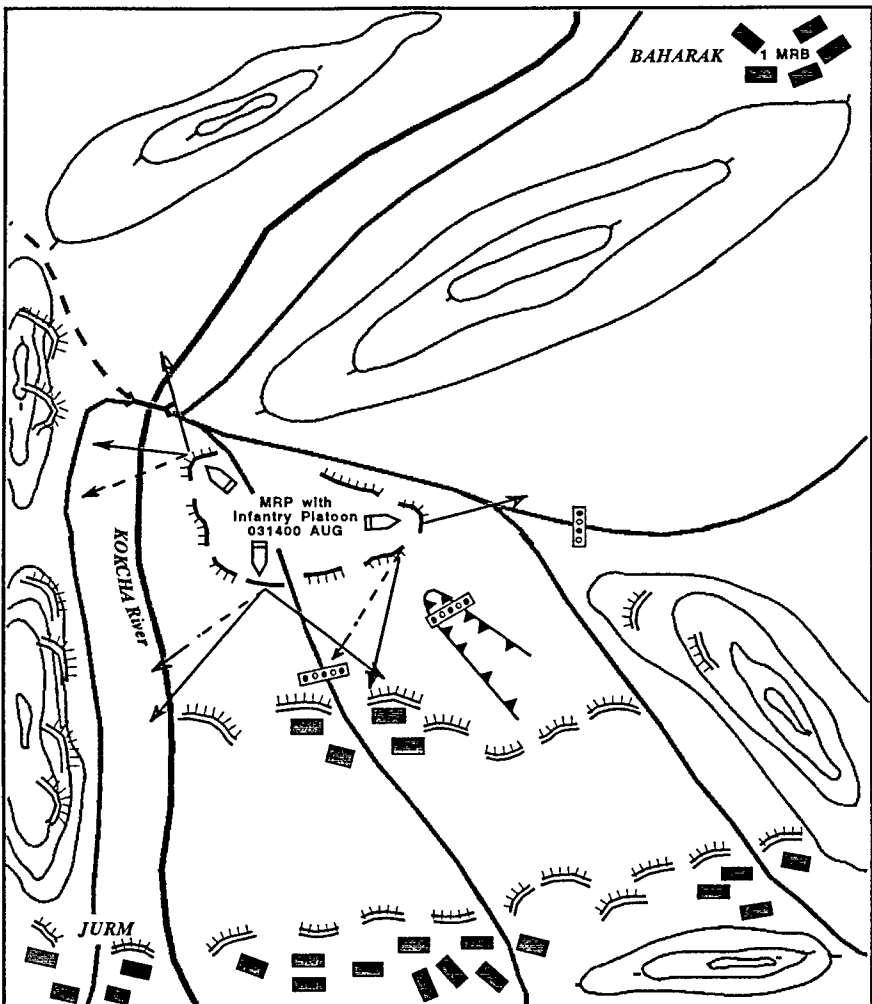 BAHARAK
1 MRB
MRP with
Infantry Platoon
031400 AUG
KOKCHA River
JURM